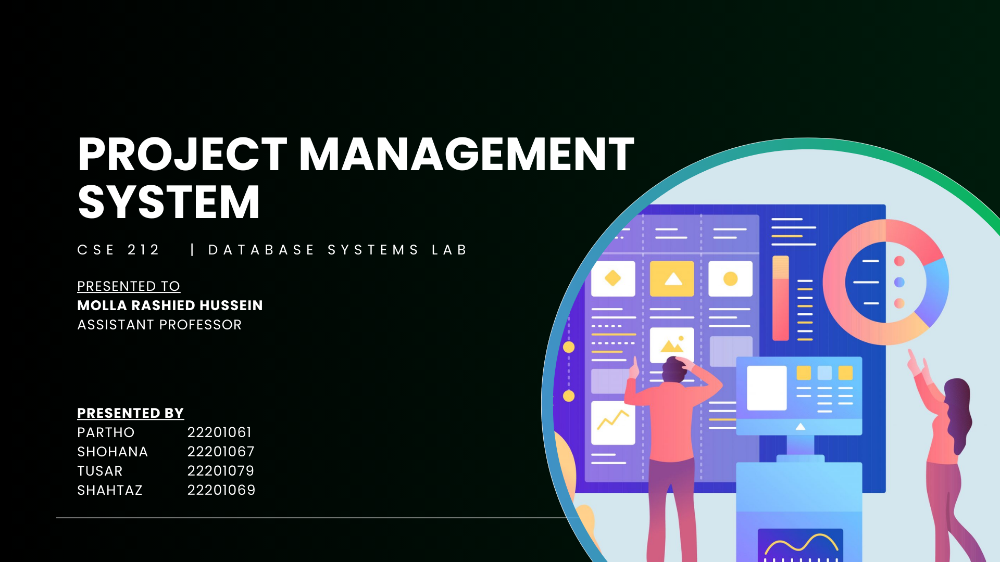 PROJECT MANAGEMENT
SYSTEM
CSE 212 | DATABASE SYSTEMS LAB
PRESENTED TO
MOLLA RASHIED HUSSEIN
ASSISTANT PROFESSOR
PRESENTED BY
PARTHO 22201061
SHOHANA 22201067
TUSAR 22201079
SHAHTAZ 22201069